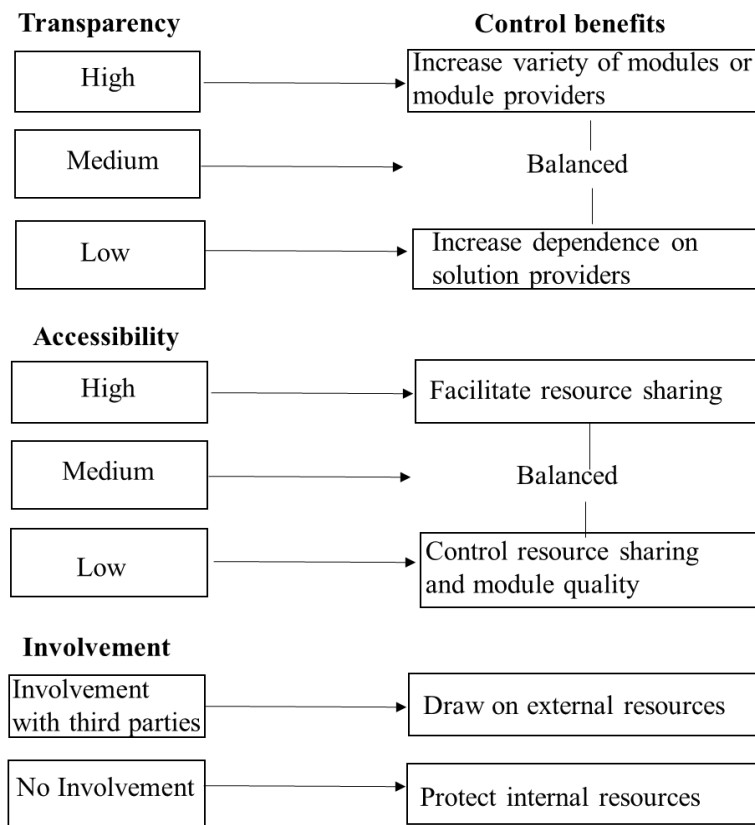 Transparency
Control benefits
High
Increase variety of modules or
module providers
Medium
Balanced
Low
Increase dependence on
solution providers
Accessibility
High
Facilitate resource sharing
Medium
Balanced
Low
Control resource sharing
and module quality
Involvement
Involvement
with third parties
Draw on external resources
No Involvement
Protect internal resources